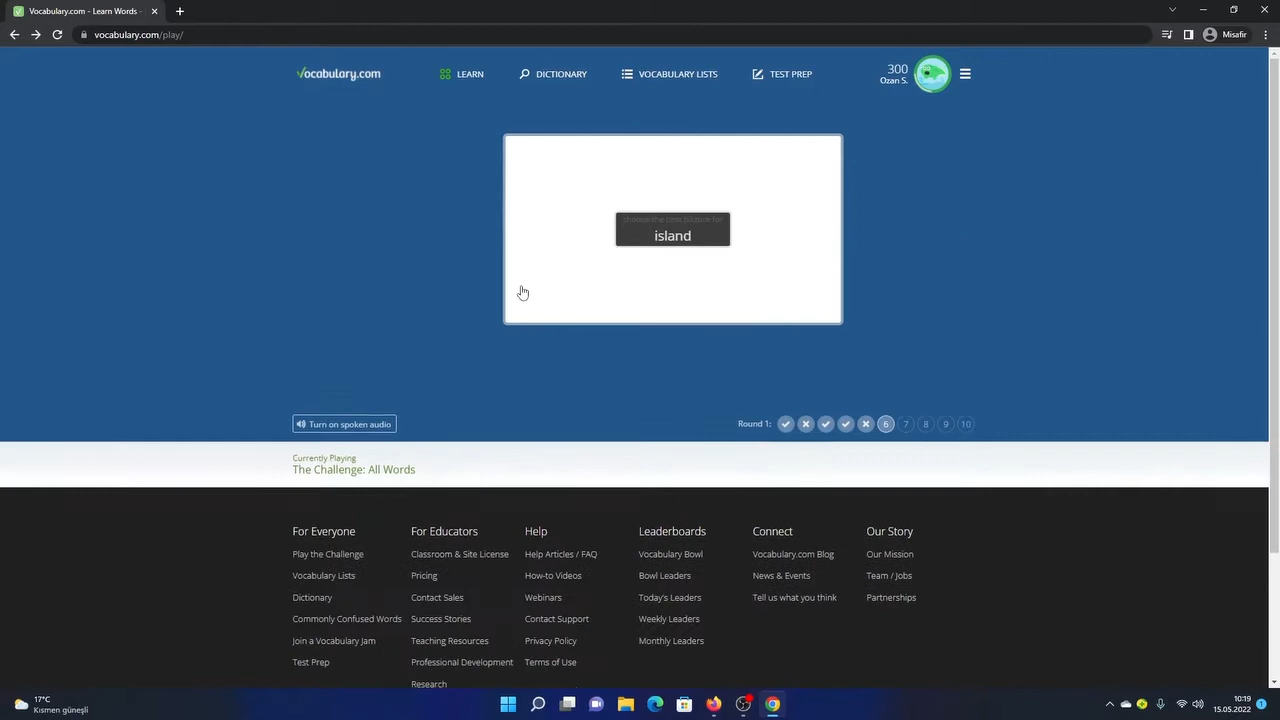 Vocabulary.com - Learn Words -
vocabulary.com/play/
Misafir
Vocabulary.com
LEARN
DICTIONARY
VOCABULARY LISTS
TEST PREP
300
Ozan S.
choose the best picture for
island
Turn on spoken audio
Round 1:
6 7 8 9 10
Currently Playing
The Challenge: All Words
For Everyone
Play the Challenge
Vocabulary Lists
Dictionary
Commonly Confused Words
Join a Vocabulary Jam
Test Prep
For Educators
Classroom & Site License
Pricing
Contact Sales
Success Stories
Teaching Resources
Professional Development
Research
Help
Help Articles / FAQ
How-to Videos
Webinars
Contact Support
Privacy Policy
Terms of Use
Leaderboards
Vocabulary Bowl
Bowl Leaders
Today's Leaders
Weekly Leaders
Monthly Leaders
Connect
Vocabulary.com Blog
News & Events
Tell us what you think
Our Story
Our Mission
Team / Jobs
Partnerships
17°C
Kısmen güneşli
10:19
15.05.2022
1